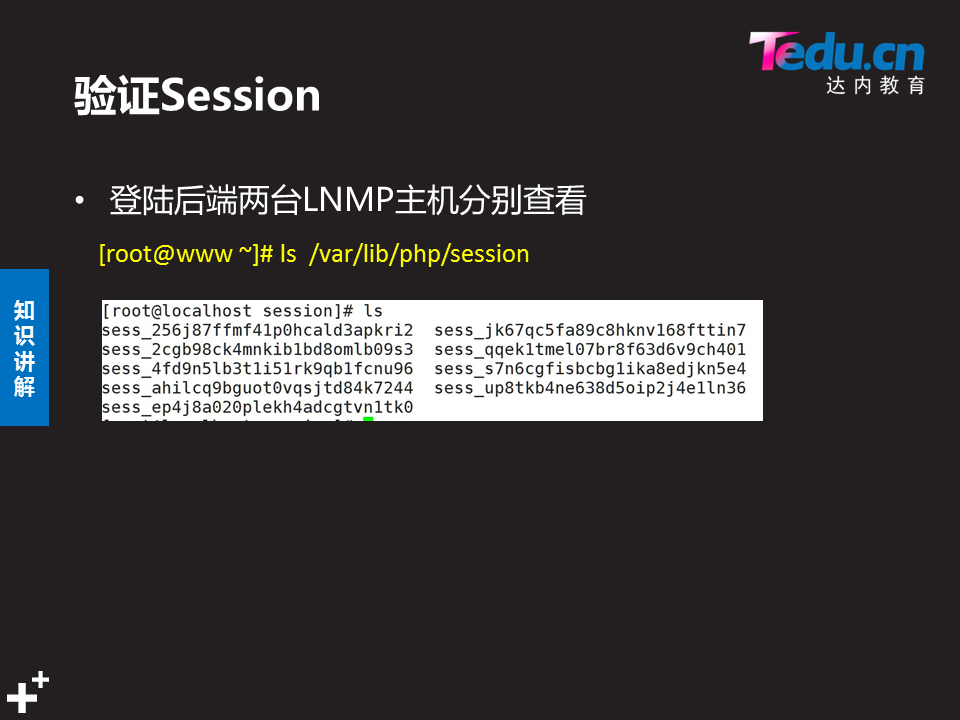 Tedu.cn
达内教育
验证Session
• 登陆后端两台LNMP主机分别查看
[root@www ~]# ls  /var/lib/php/session
知识讲解
[root@localhost session]# ls
sess_256j87ffmf41p0hcald3apkri2  sess_jk67qc5fa89c8hknv168fttin7
sess_2cgb98ck4mnkib1bd8omlb09s3  sess_qqek1tmel07br8f63d6v9ch401
sess_4fd9n5lb3t1i51rk9qb1fcnu96  sess_s7n6cgfisbcbcbg1ika8edjkn5e4
sess_ahilcq9bguot0vqsjtd84k7244  sess_up8tkb4ne638d5oip2j4e1ln36
sess_ep4j8a020plekh4adcgtvn1tk0